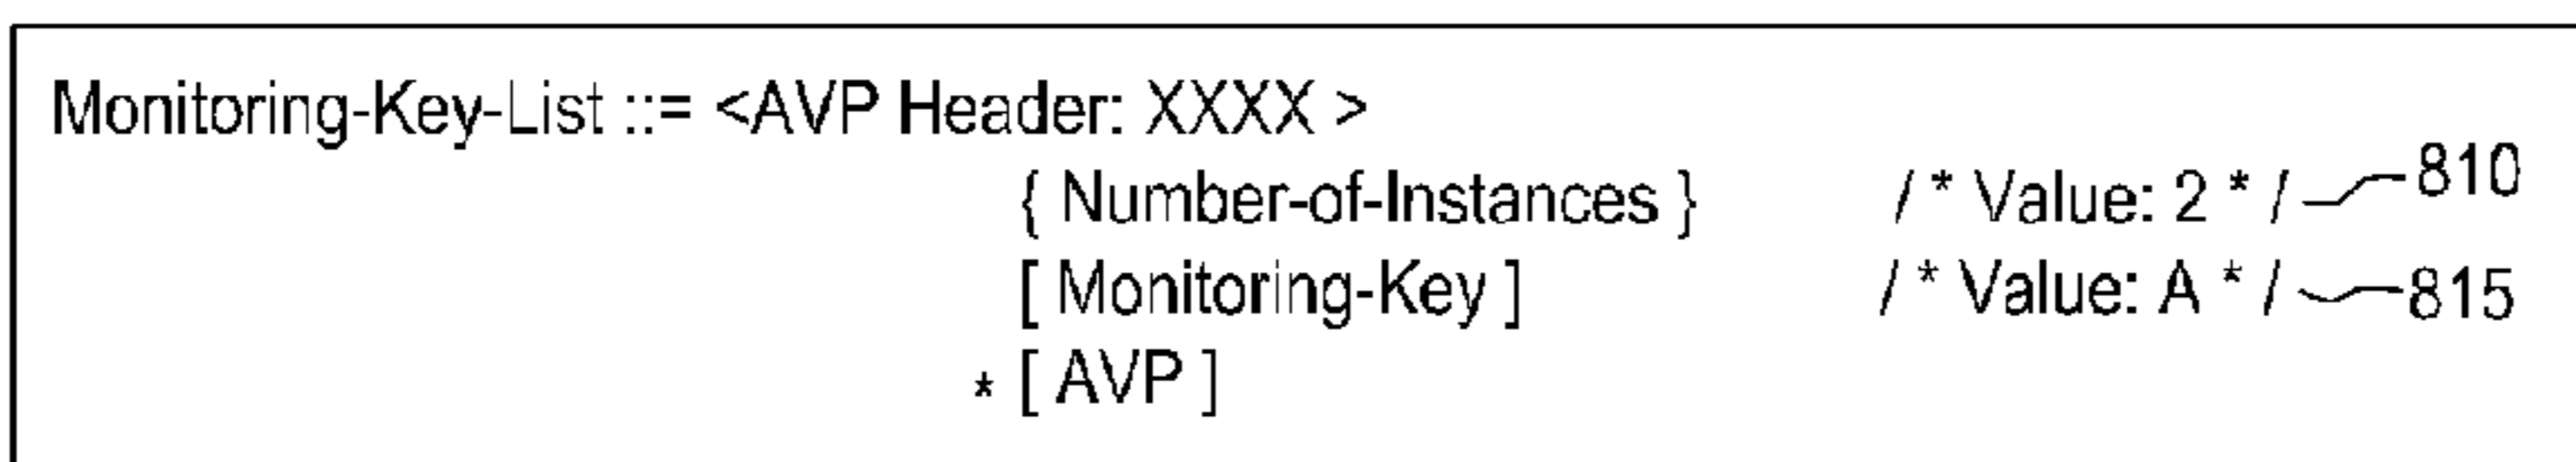 Monitoring-Key-List ::= <AVP Header: XXXX >
{ Number-of-Instances } / * Value: 2 * / 810
[ Monitoring-Key ] / * Value: A * / 815
* [ AVP ]